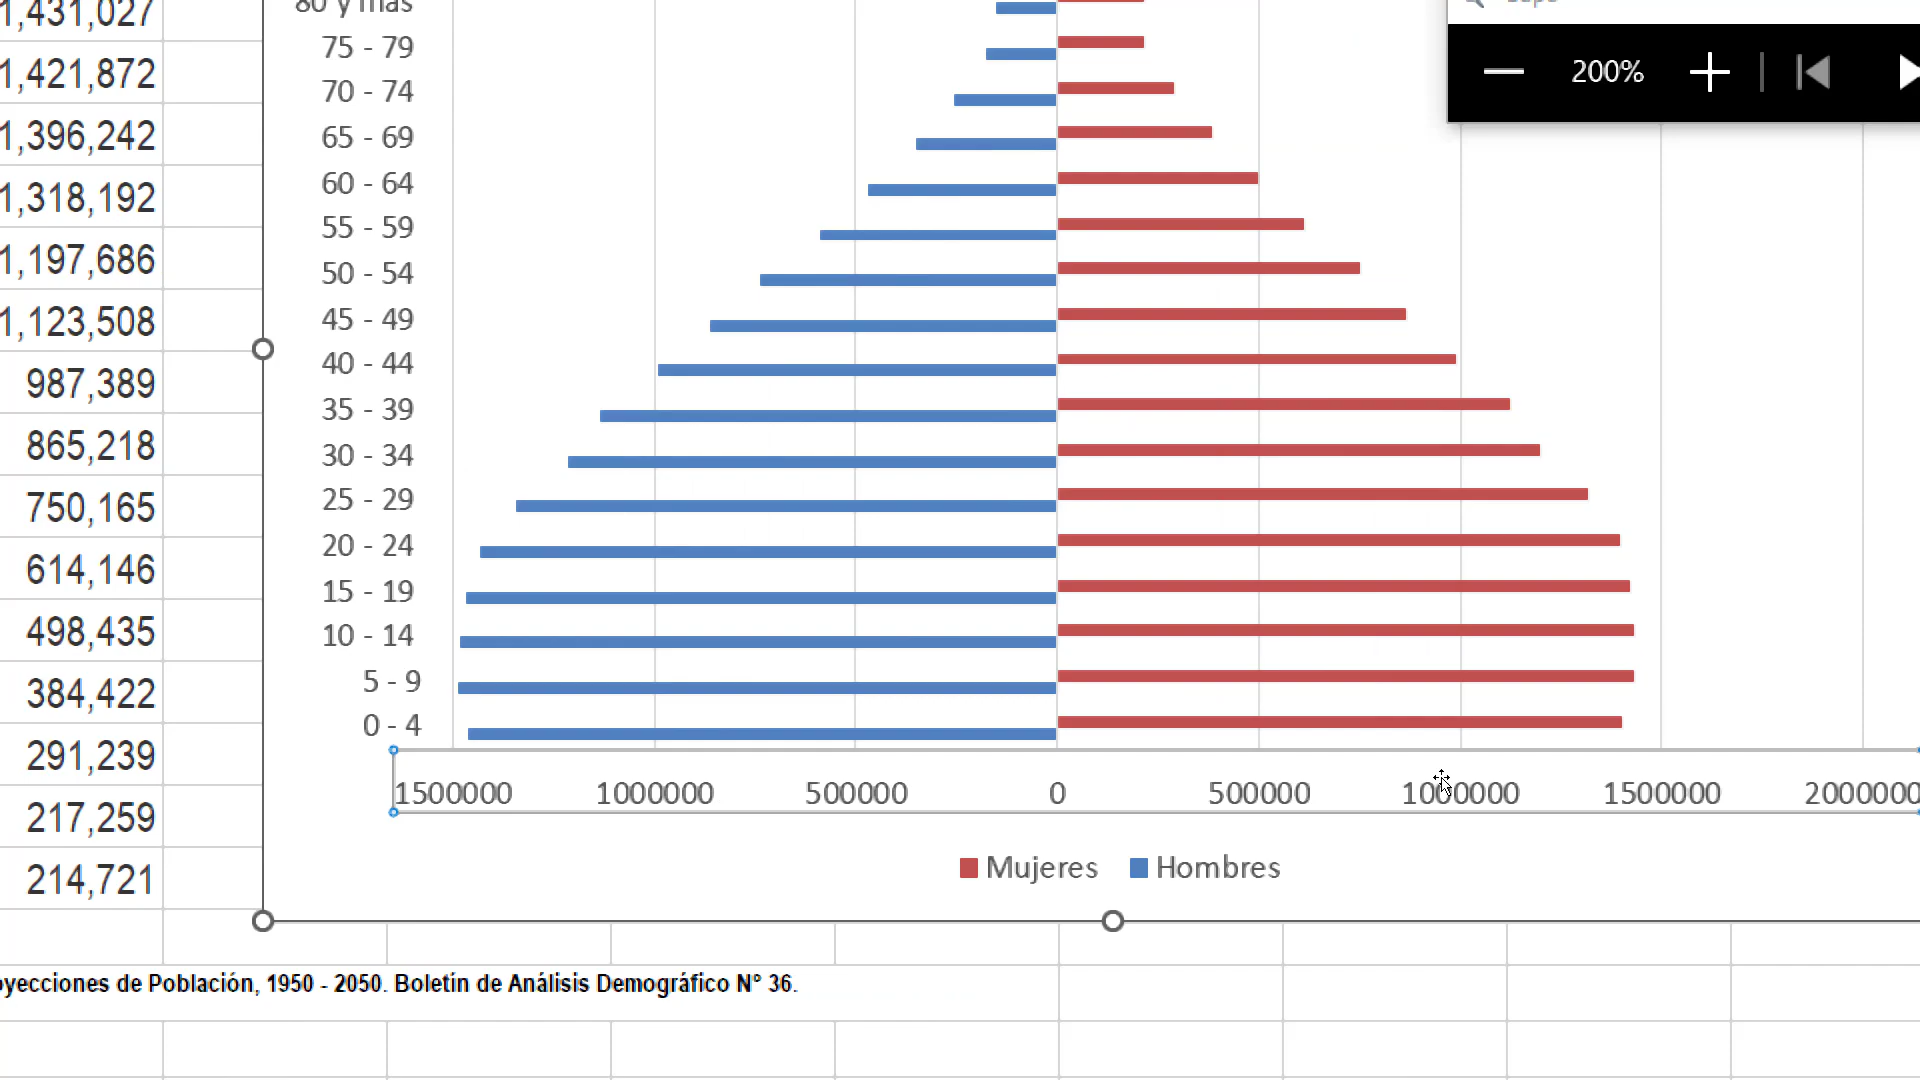 1,431,027
1,421,872
1,396,242
1,318,192
1,197,686
1,123,508
987,389
865,218
750,165
614,146
498,435
384,422
291,239
217,259
214,721
80 y más
75 - 79
70 - 74
65 - 69
60 - 64
55 - 59
50 - 54
45 - 49
40 - 44
35 - 39
30 - 34
25 - 29
20 - 24
15 - 19
10 - 14
5 - 9
0 - 4
1500000 1000000 500000 0 500000 1000000 1500000 2000000
Mujeres Hombres
oyecciones de Población, 1950 - 2050. Boletín de Análisis Demográfico N° 36.
200%